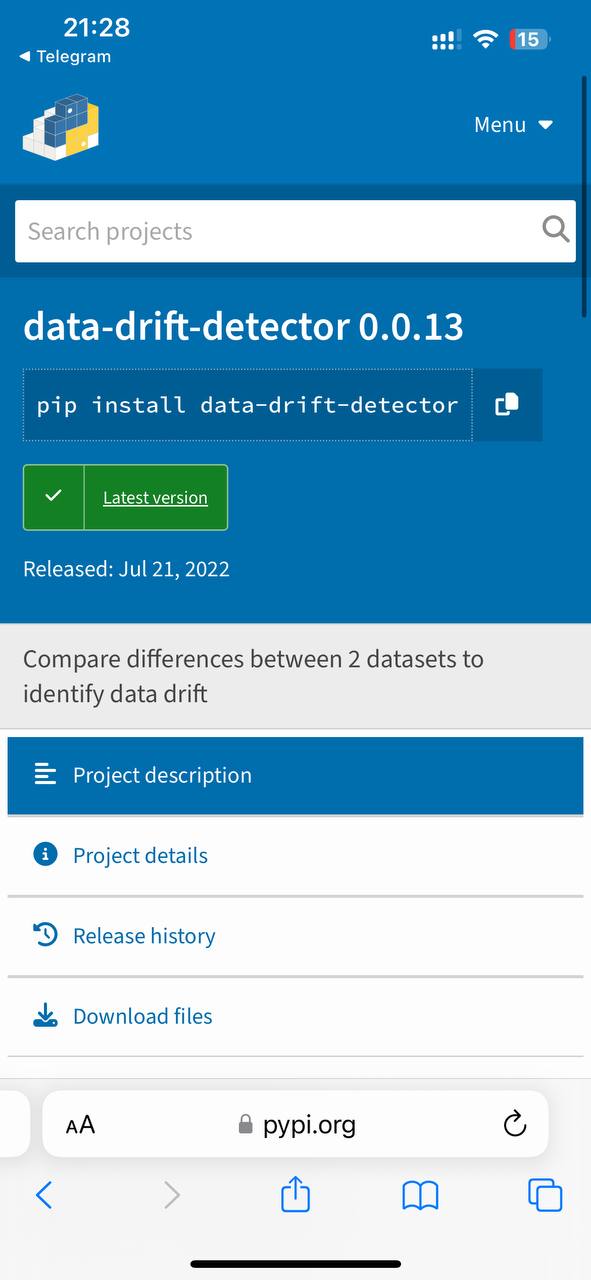 21:28
Telegram
15
Menu
Search projects
data-drift-detector 0.0.13
pip install data-drift-detector
Latest version
Released: Jul 21, 2022
Compare differences between 2 datasets to
identify data drift
Project description
Project details
Release history
Download files
AA
pypi.org